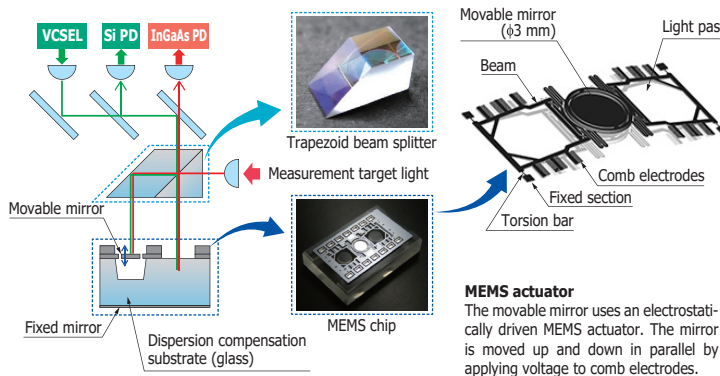 VCSEL
Si PD
InGaAs PD
Trapezoid beam splitter
Measurement target light
Movable mirror
Fixed mirror
Dispersion compensation
substrate (glass)
MEMS chip
Movable mirror
(ϕ3 mm)
Light pas
Beam
Comb electrodes
Fixed section
Torsion bar
MEMS actuator
The movable mirror uses an electrostati-
cally driven MEMS actuator. The mirror
is moved up and down in parallel by
applying voltage to comb electrodes.